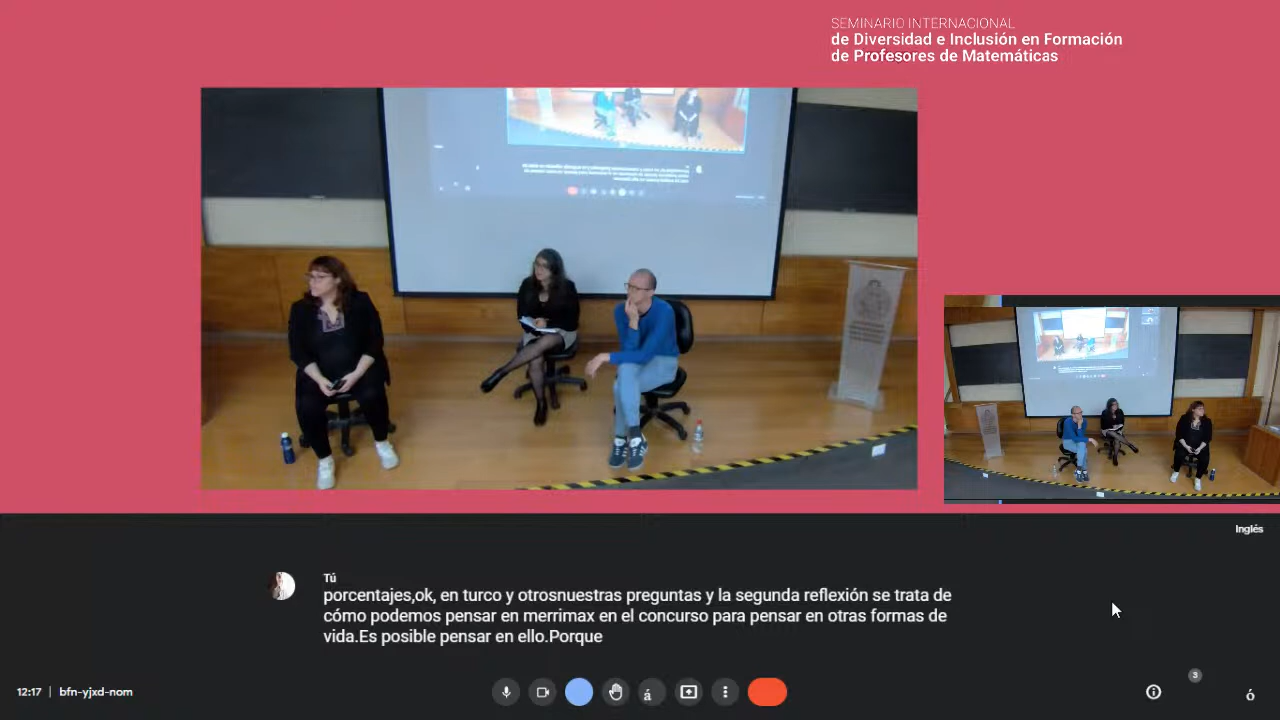 SEMINARIO INTERNACIONAL
de Diversidad e Inclusión en Formación
de Profesores de Matemáticas
Inglés
Tú
porcentajes,ok, en turco y otrosnuestras preguntas y la segunda reflexión se trata de
cómo podemos pensar en merrimax en el concurso para pensar en otras formas de
vida.Es posible pensar en ello.Porque
12:17 | bfn-yjxd-nom
á
3
ó